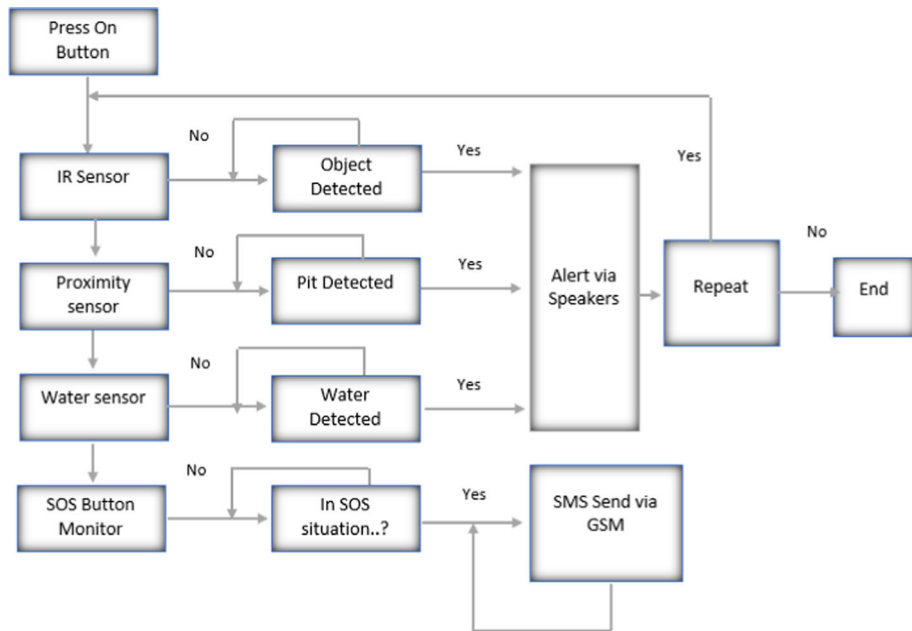 Press On
Button
No
Yes
IR Sensor
Object
Detected
Yes
No
Proximity
sensor
Pit Detected
Yes
Alert via
Speakers
Repeat
No
End
No
Water sensor
Water
Detected
Yes
No
SOS Button
Monitor
In SOS
situation..?
Yes
SMS Send via
GSM